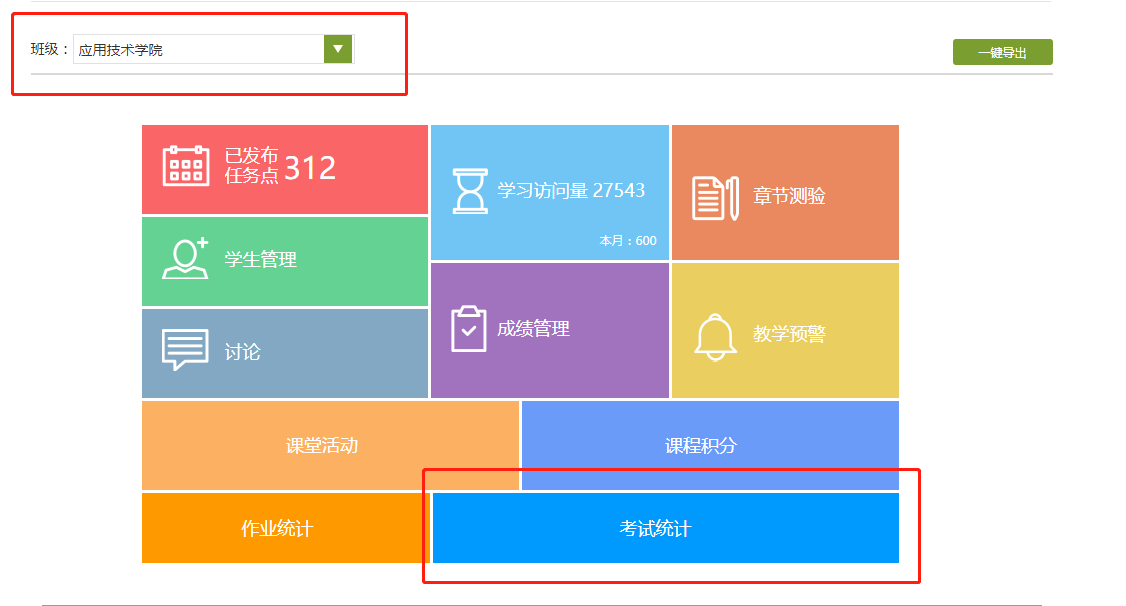 班级：
应用技术学院
一键导出
已发布
任务点 312
学习访问量 27543
本月：600
章节测验
学生管理
成绩管理
教学预警
讨论
课堂活动
课程积分
作业统计
考试统计